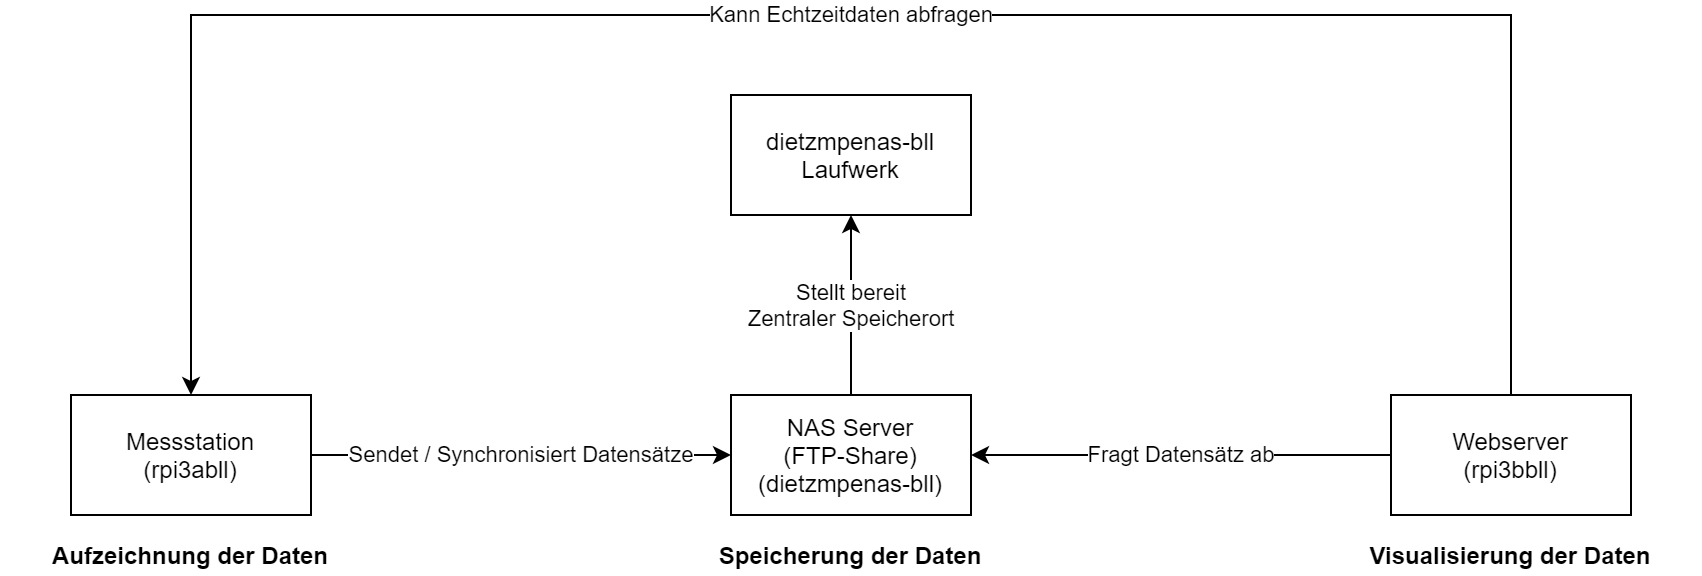 Kann Echtzeitdaten abfragen
dietzmpenas-bll
Laufwerk
Stellt bereit
Zentraler Speicherort
Messstation
(rpi3abll)
Sendet / Synchronisiert Datensätze
NAS Server
(FTP-Share)
(dietzmpenas-bll)
Fragt Datensätz ab
Webserver
(rpi3bbll)
Aufzeichnung der Daten
Speicherung der Daten
Visualisierung der Daten